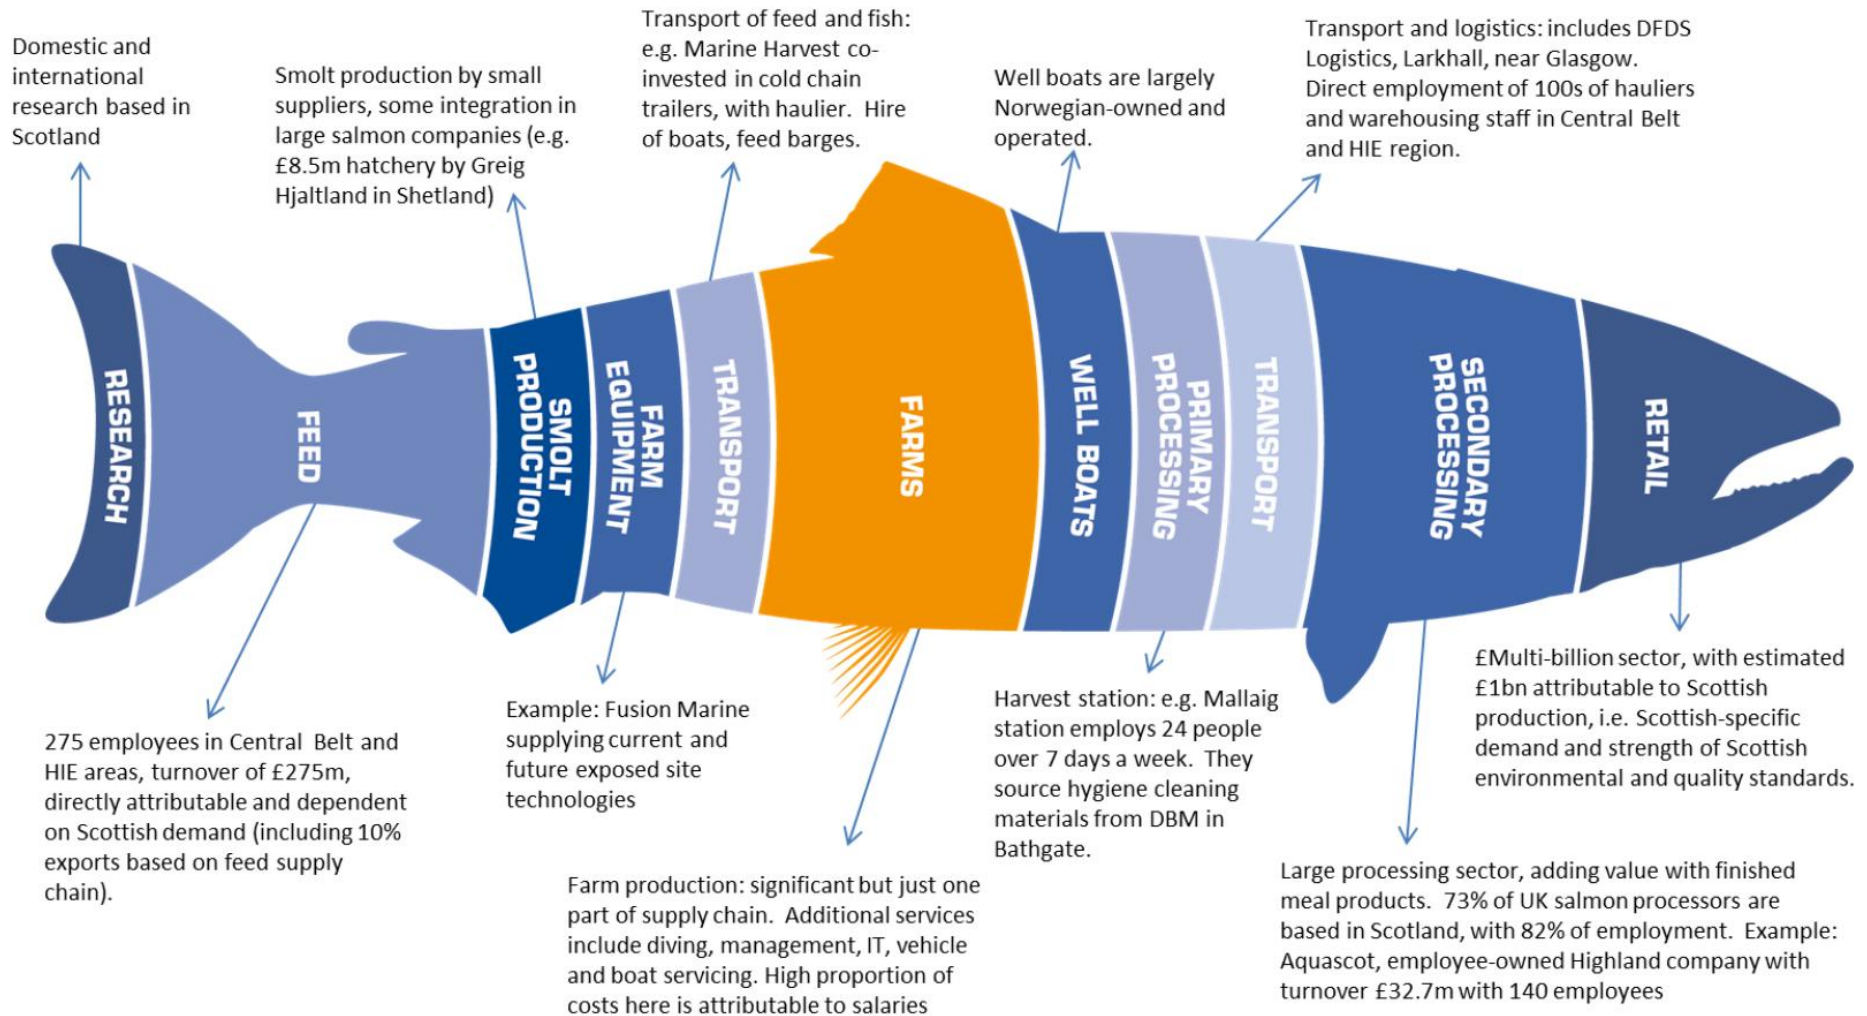 Domestic and
international
research based in
Scotland
Smolt production by small
suppliers, some integration in
large salmon companies (e.g.
£8.5m hatchery by Greig
Hjaltland in Shetland)
Transport of feed and fish:
e.g. Marine Harvest co-
invested in cold chain
trailers, with haulier. Hire
of boats, feed barges.
Well boats are largely
Norwegian-owned and
operated.
Transport and logistics: includes DFDS
Logistics, Larkhall, near Glasgow.
Direct employment of 100s of hauliers
and warehousing staff in Central Belt
and HIE region.
RESEARCH
FEED
SMOLT
PRODUCTION
FARM
EQUIPMENT
TRANSPORT
FARMS
WELL BOATS
PRIMARY
PROCESSING
TRANSPORT
SECONDARY
PROCESSING
RETAIL
275 employees in Central Belt and
HIE areas, turnover of £275m,
directly attributable and dependent
on Scottish demand (including 10%
exports based on feed supply
chain).
Example: Fusion Marine
supplying current and
future exposed site
technologies
Farm production: significant but just one
part of supply chain. Additional services
include diving, management, IT, vehicle
and boat servicing. High proportion of
costs here is attributable to salaries
Harvest station: e.g. Mallaig
station employs 24 people
over 7 days a week. They
source hygiene cleaning
materials from DBM in
Bathgate.
£Multi-billion sector, with estimated
£1bn attributable to Scottish
production, i.e. Scottish-specific
demand and strength of Scottish
environmental and quality standards.
Large processing sector, adding value with finished
meal products. 73% of UK salmon processors are
based in Scotland, with 82% of employment. Example:
Aquascot, employee-owned Highland company with
turnover £32.7m with 140 employees